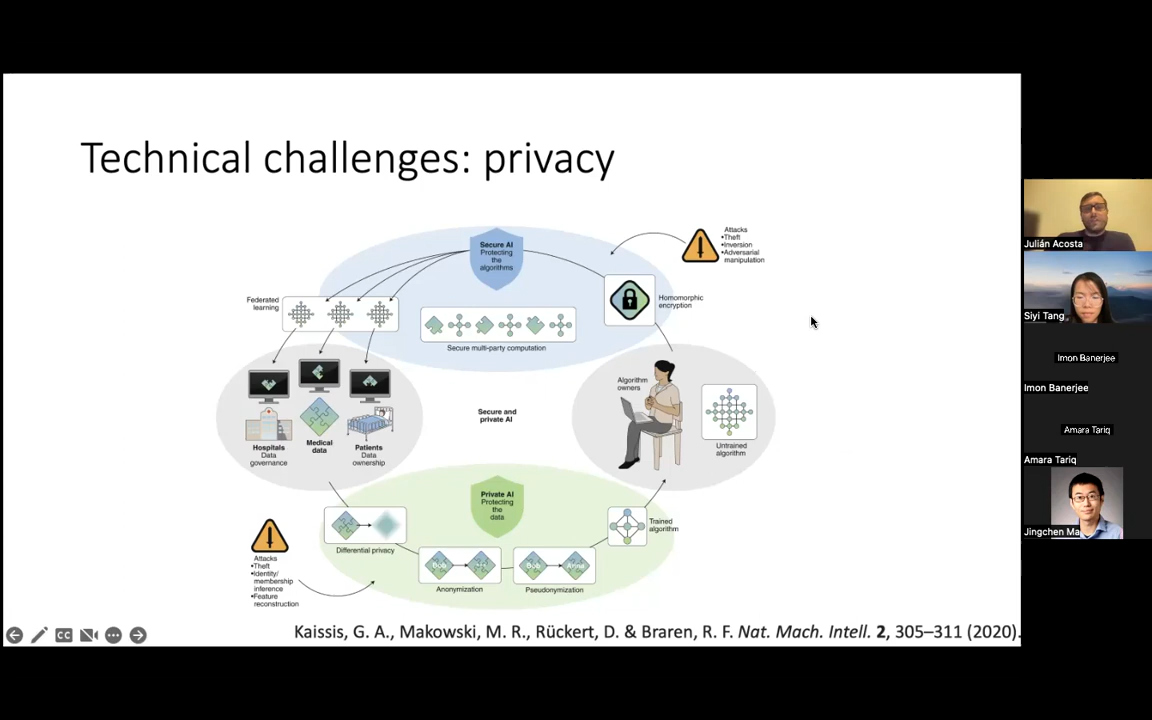 Technical challenges: privacy
Secure AI
Protecting
the
algorithms
Attacks
•Theft
•Inversion
•Adversarial
manipulation
Federated
learning
Homomorphic
encryption
Secure multi-party computation
Algorithm
owners
Secure and
private AI
Untrained
algorithm
Hospitals
Data
governance
Medical
data
Patients
Data
ownership
Private AI
Protecting
the
data
Trained
algorithm
Differential privacy
Attacks
•Theft
•Identity/
membership
inference
•Feature
reconstruction
Bob
Anonymization
Bob
Anna
Pseudonymization
Kaissis, G. A., Makowski, M. R., Rückert, D. & Braren, R. F. Nat. Mach. Intell. 2, 305–311 (2020).
CC
Julián Acosta
Siyi Tang
Imon Banerjee
Imon Banerjee
Amara Tariq
Amara Tariq
Jingchen Ma